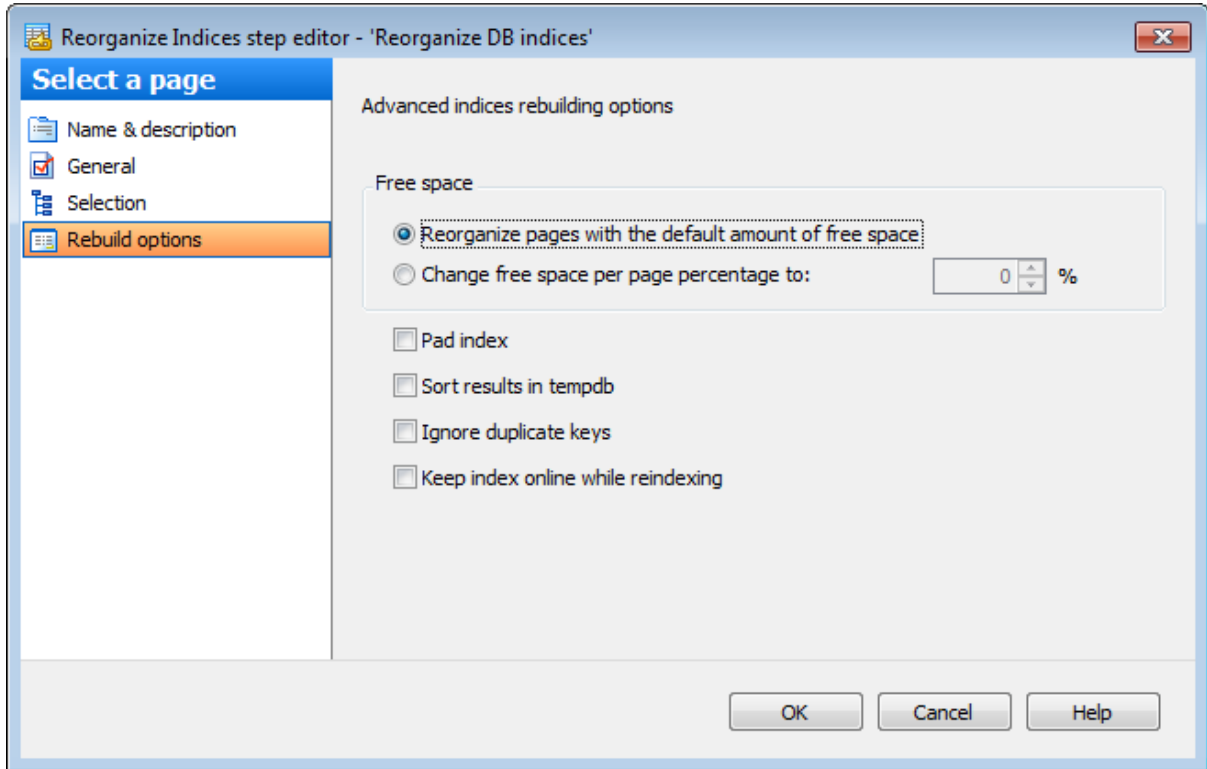 Reorganize Indices step editor - 'Reorganize DB indices'
Select a page
Name & description
General
Selection
Rebuild options
Advanced indices rebuilding options
Free space
Reorganize pages with the default amount of free space
Change free space per page percentage to: 0 %
Pad index
Sort results in tempdb
Ignore duplicate keys
Keep index online while reindexing
OK Cancel Help